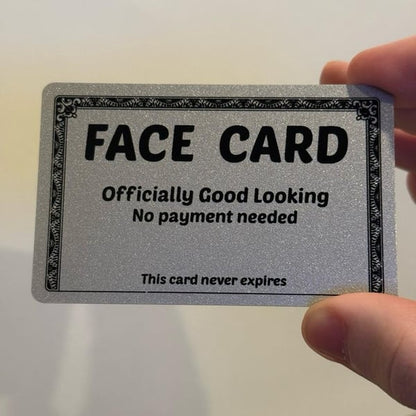 FACE CARD
Officially Good Looking
No payment needed
This card never expires